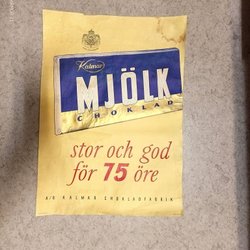 Kalmar
MJÖLK
CHOKLAD
stor och god
för 75 öre
A/B KALMAR CHOKLADFABRIK